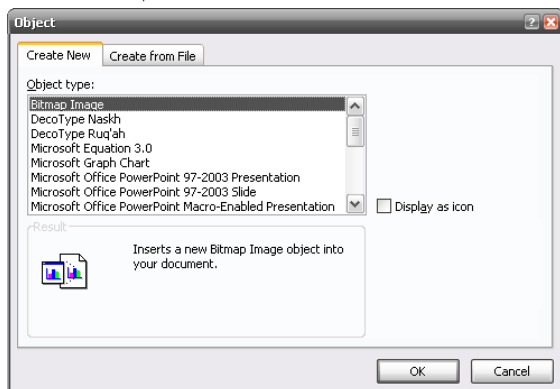 Object
Create New
Create from File
Object type:
Bitmap Image
DecoType Naskh
DecoType Ruq'ah
Microsoft Equation 3.0
Microsoft Graph Chart
Microsoft Office PowerPoint 97-2003 Presentation
Microsoft Office PowerPoint 97-2003 Slide
Microsoft Office PowerPoint Macro-Enabled Presentation
Display as icon
Result
Inserts a new Bitmap Image object into
your document.
OK
Cancel